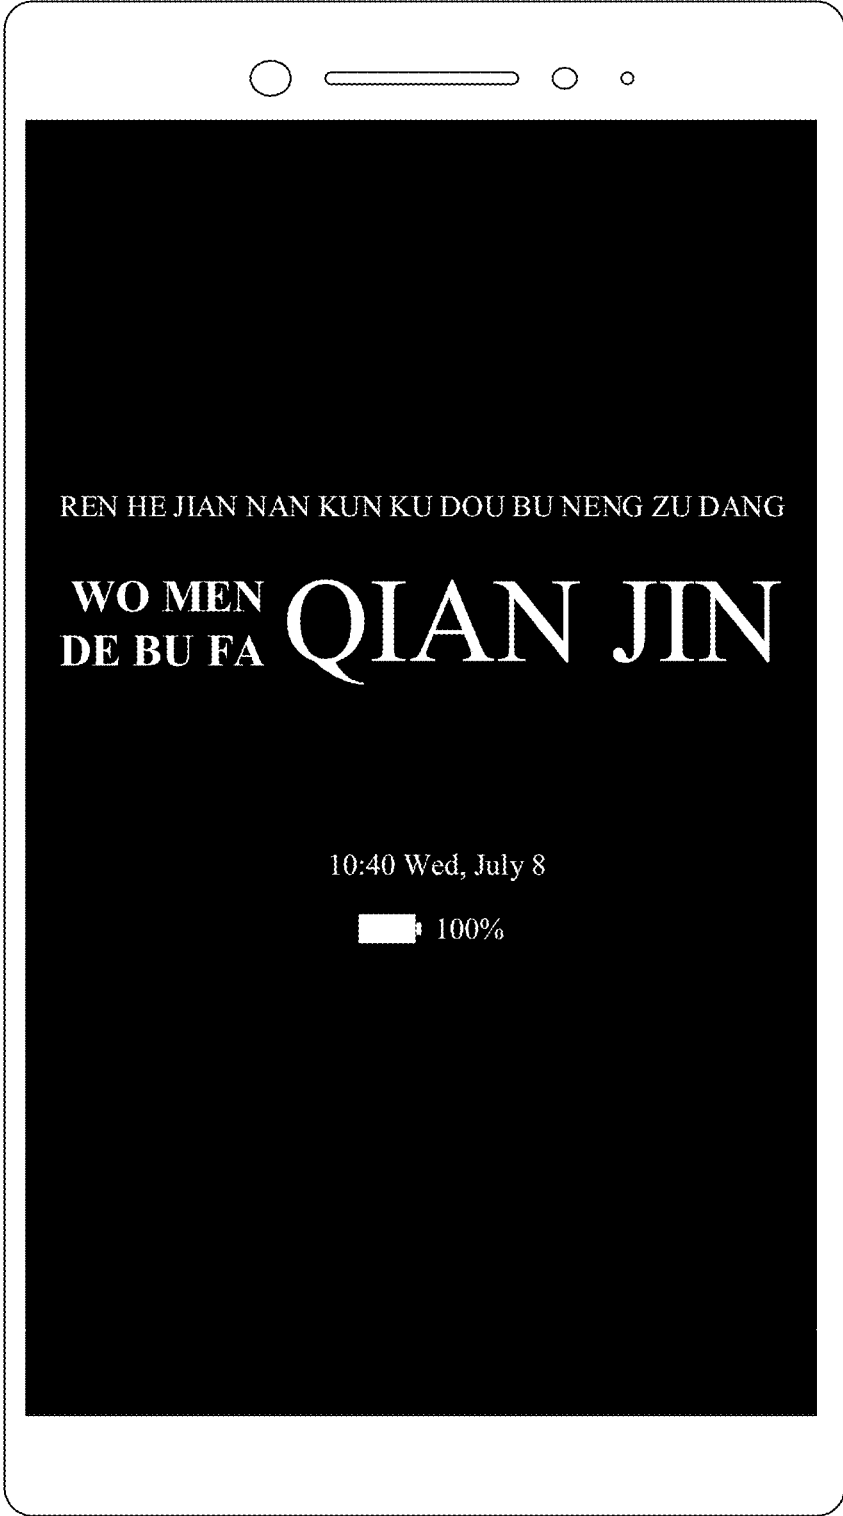 REN HE JIAN NAN KUN KU DOU BU NENG ZU DANG
WO MEN
DE BU FA
QIAN JIN
10:40 Wed, July 8
100%